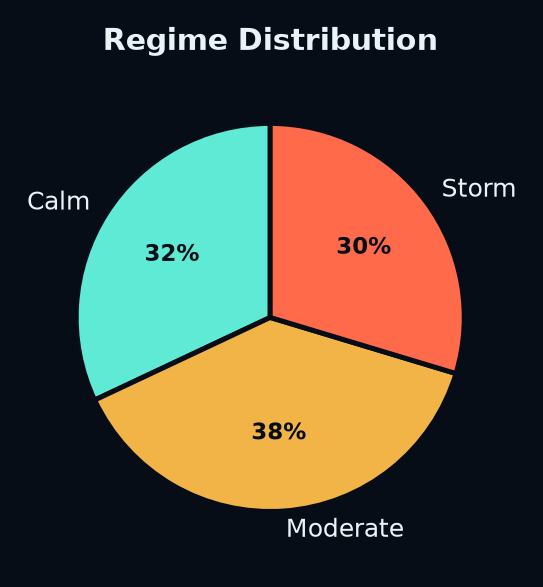 Regime Distribution
Storm
Calm
30%
32%
38%
Moderate